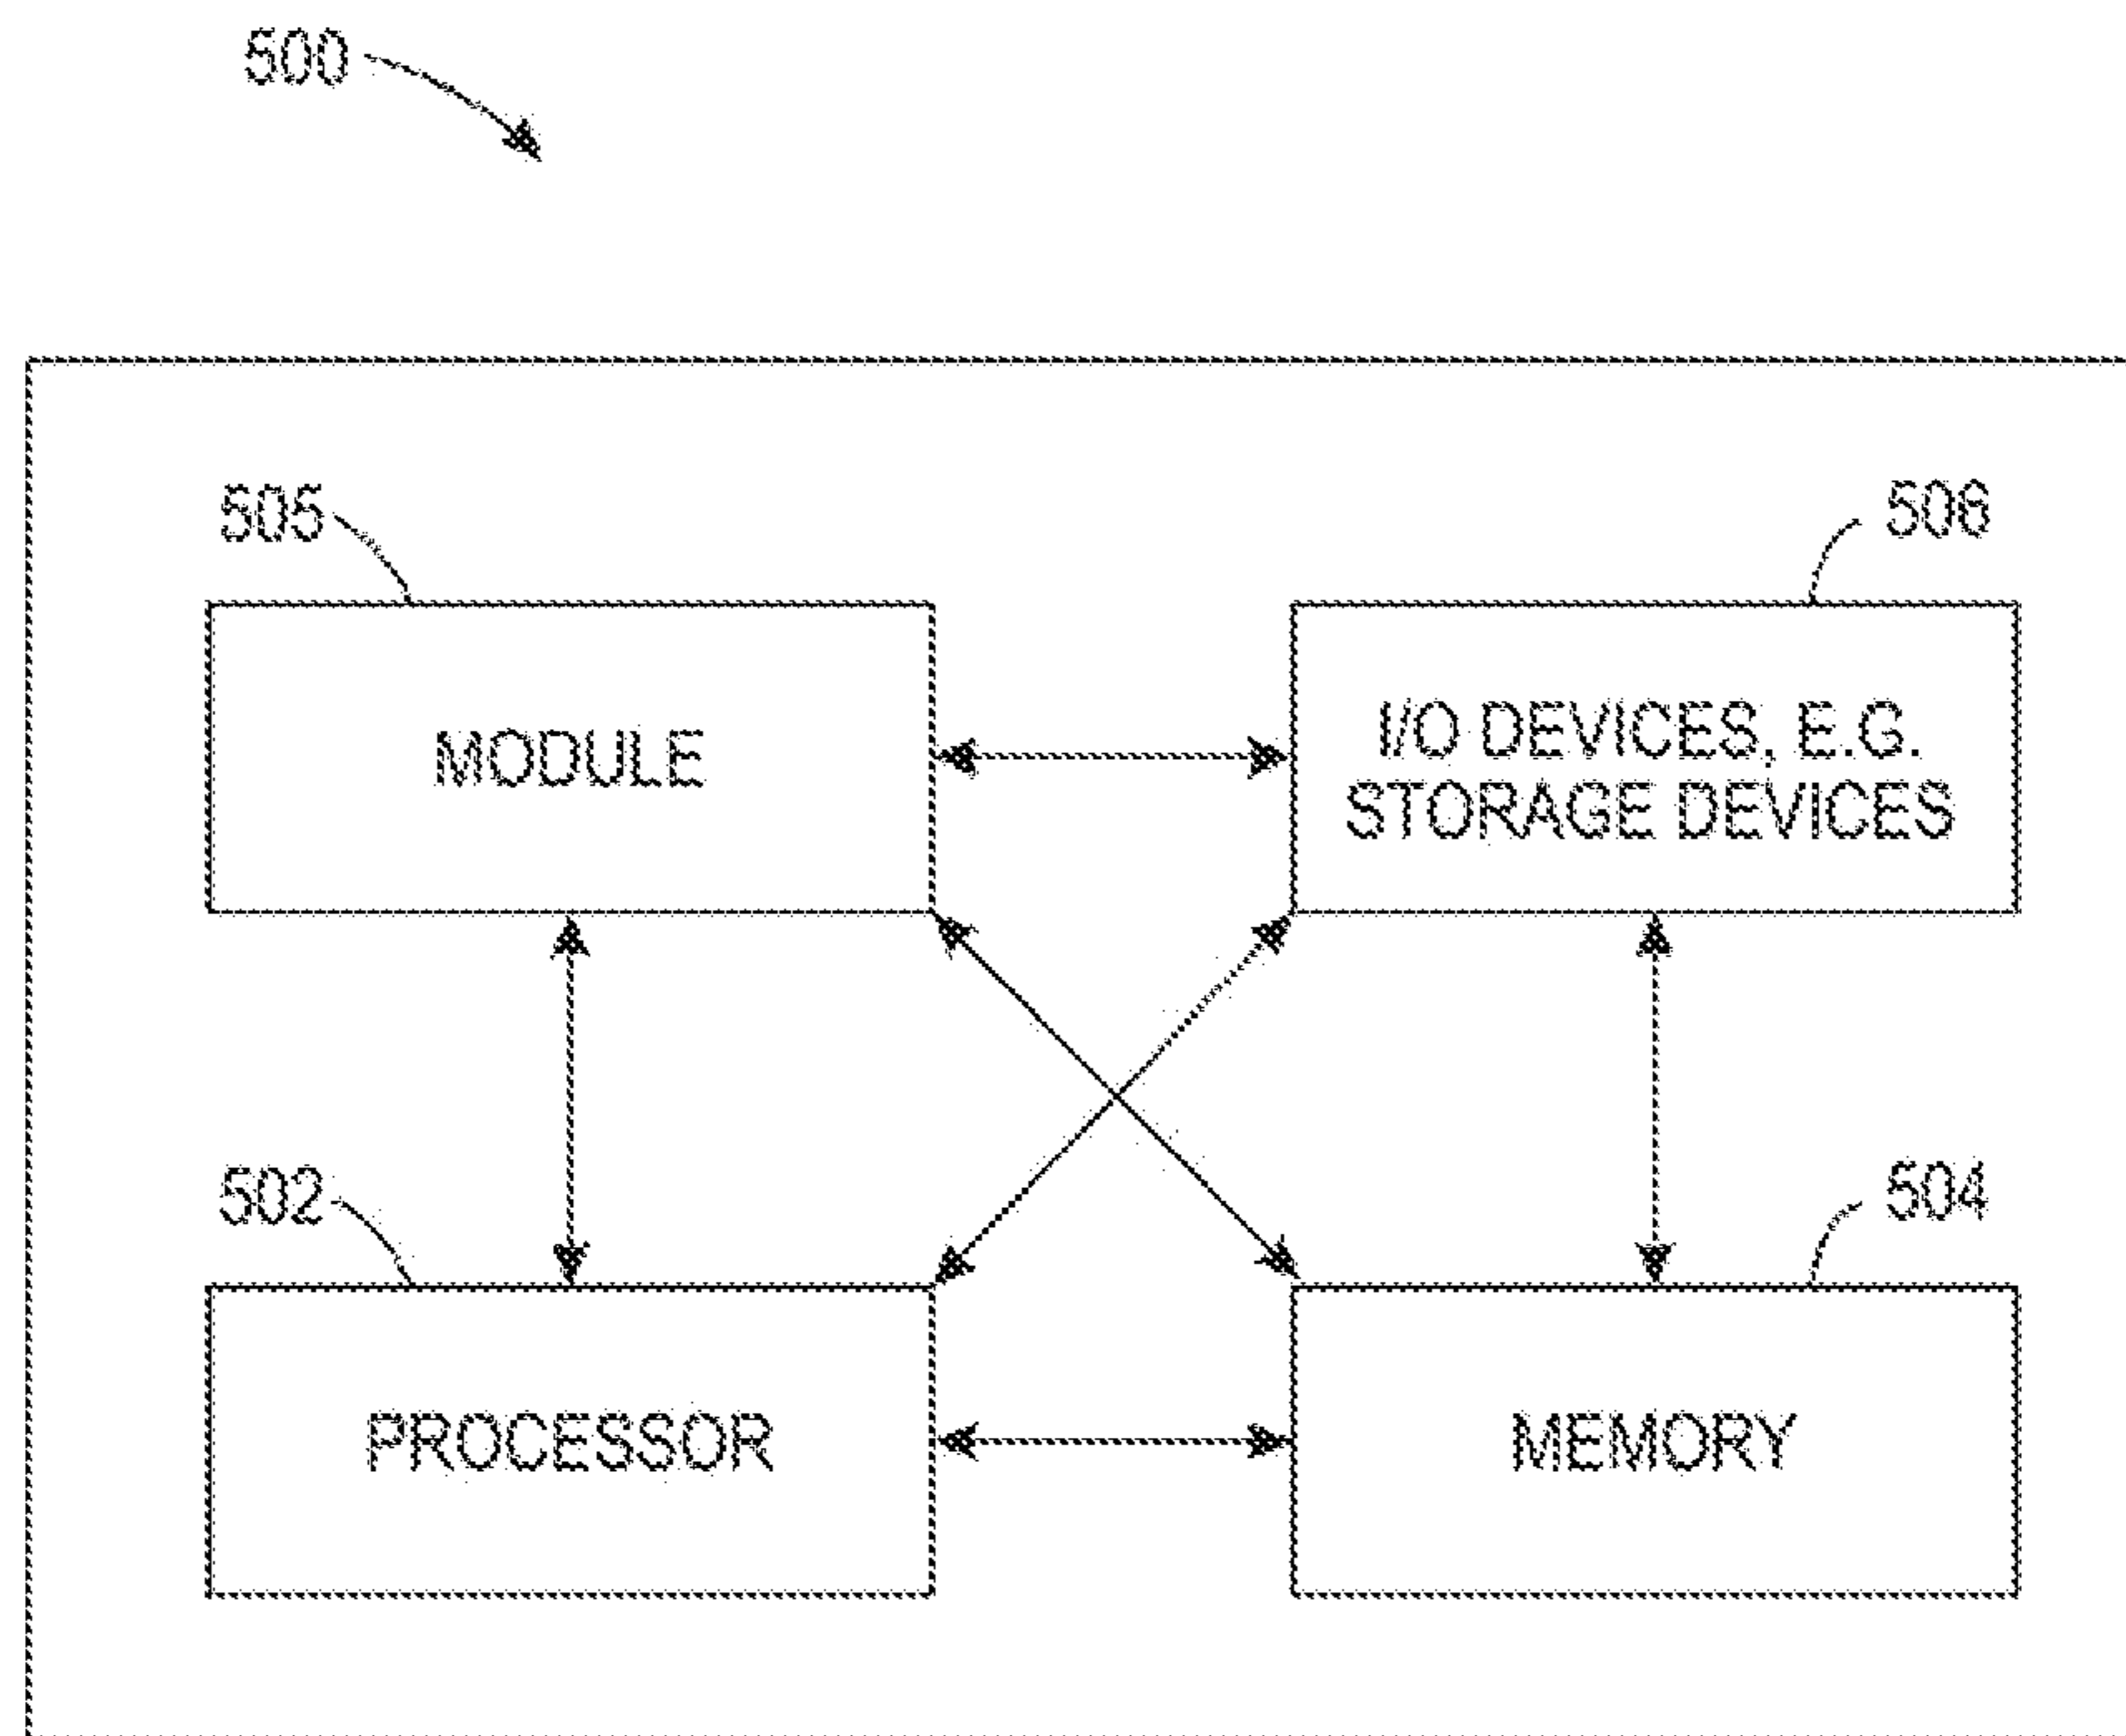 500
505
506
MODULE
I/O DEVICES, E.G.
STORAGE DEVICES
502
504
PROCESSOR
MEMORY